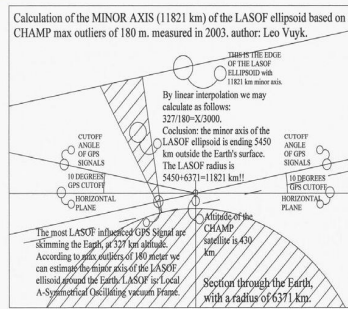 Calculation of the MINOR AXIS (11821 km) of the LASOF ellipsoid based on
CHAMP max outliers of 180 m. measured in 2003. author: Leo Vuyk.
THIS IS THE EDGE
OF THE LASOF
ELLIPSOID with
11821 km minor axis.
By linear interpolation we may
calculate as follows:
327/180=X/3000.
Coclusion: the minor axis of the
LASOF ellipsoid is ending 5450
km outside the Earth's surface.
The LASOF radius is
5450+6371=11821 km!!
CUTOFF
ANGLE
OF GPS
SIGNALS
10 DEGREES
GPS CUTOFF
HORIZONTAL
PLANE
CUTOFF
ANGLE
OF GPS
SIGNALS
10 DEGREES
GPS CUTOFF
HORIZONTAL
PLANE
Altitude of the
CHAMP
satellite is 430
km.
The most LASOF influenced GPS Signal are
skimming the Earth, at 327 km altitude.
According to max outliers of 180 meter we
can estimate the minor axis of the LASOF
ellisoid around the Earth. LASOF is: Local
A-Symmetrical Oscillating vacuum Frame.
Section through the Earth,
with a radius of 6371 km.